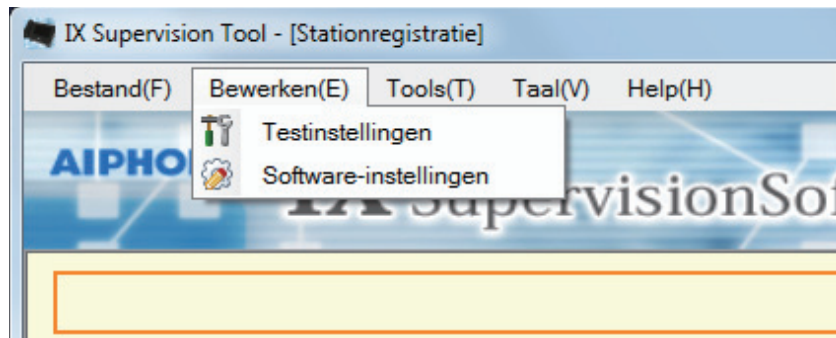 IX Supervision Tool - [Stationregistratie]
Bestand(F) Bewerken(E) Tools(T) Taal(V) Help(H)
Testinstellingen
Software-instellingen